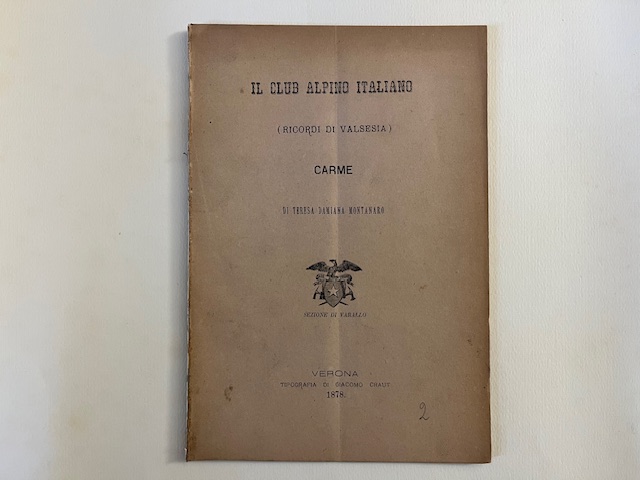 IL CLUB ALPINO ITALIANO
(RICORDI DI VALSESIA)
CARME
DI TERESA DAMIANA MONTANARO
SEZIONE DI VARALLO
VERONA
TIPOGRAFIA DI GIACOMO CHAUT
1878.
2